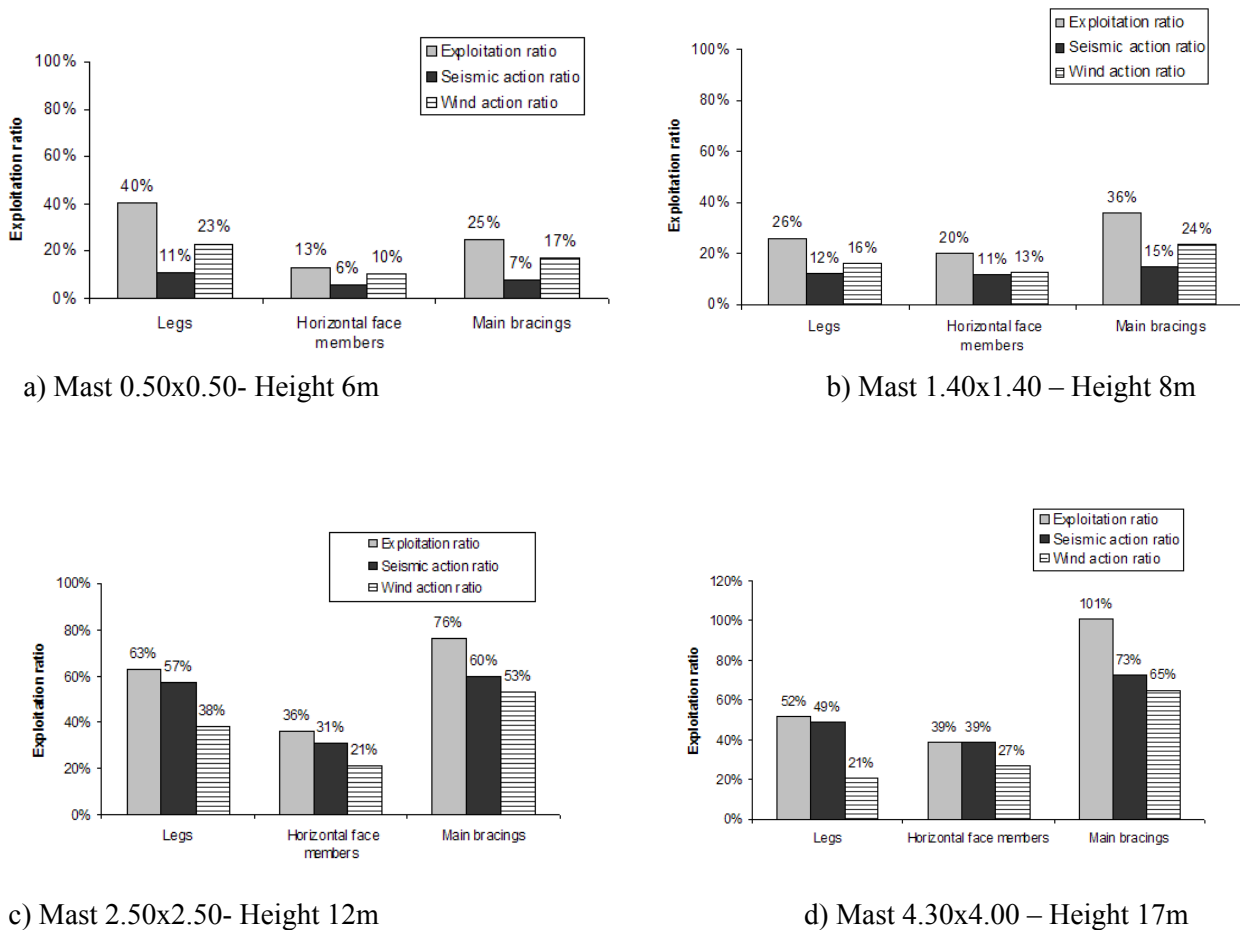 Exploitation ratio
Seismic action ratio
Wind action ratio
100%
80%
60%
40%
20%
0%
Exploitation ratio
40%
11%
23%
13%
6%
10%
25%
7%
17%
Legs
Horizontal face
members
Main bracings
a) Mast 0.50x0.50- Height 6m
Exploitation ratio
Seismic action ratio
Wind action ratio
100%
80%
60%
40%
20%
0%
Exploitation ratio
26%
12%
16%
20%
11%
13%
36%
15%
24%
Legs
Horizontal face
members
Main bracings
b) Mast 1.40x1.40 – Height 8m
Exploitation ratio
Seismic action ratio
Wind action ratio
100%
80%
60%
40%
20%
0%
Exploitation ratio
63%
57%
38%
36%
31%
21%
76%
60%
53%
Legs
Horizontal face
members
Main bracings
c) Mast 2.50x2.50- Height 12m
Exploitation ratio
Seismic action ratio
Wind action ratio
120%
100%
80%
60%
40%
20%
0%
Exploitation ratio
52%
49%
21%
39%
39%
27%
101%
73%
65%
Legs
Horizontal face members
Main bracings
d) Mast 4.30x4.00 – Height 17m